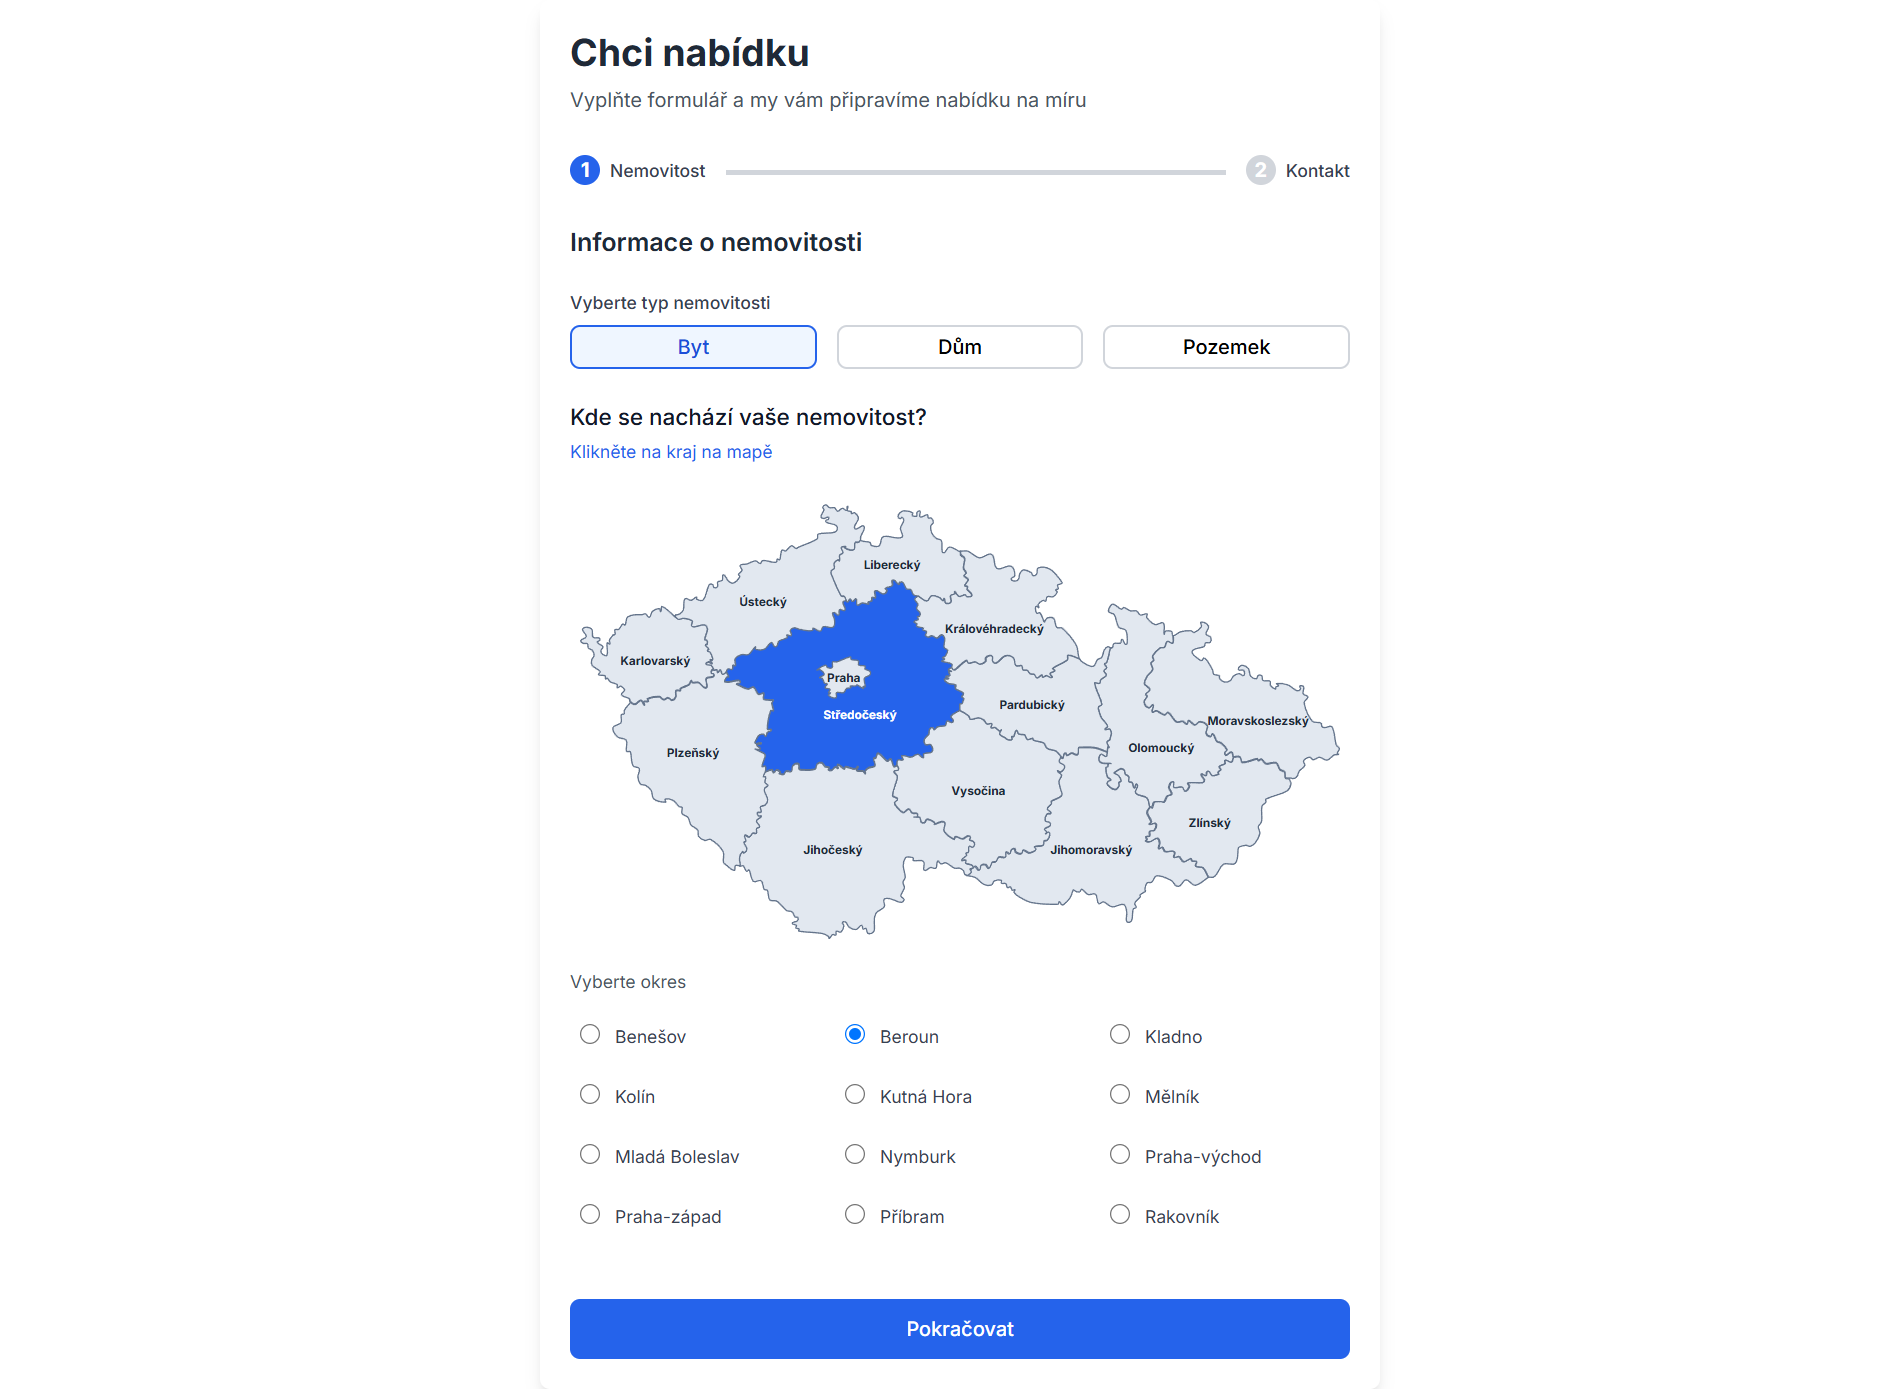 Chci nabídku
Vyplňte formulář a my vám připravíme nabídku na míru
1 Nemovitost 2 Kontakt
Informace o nemovitosti
Vyberte typ nemovitosti
Byt Dům Pozemek
Kde se nachází vaše nemovitost?
Klikněte na kraj na mapě
Liberecký
Ústecký
Královéhradecký
Karlovarský
Praha
Pardubický
Středočeský
Moravskoslezský
Olomoucký
Plzeňský
Vysočina
Zlínský
Jihočeský
Jihomoravský
Vyberte okres
Benešov Beroun Kladno
Kolín Kutná Hora Mělník
Mladá Boleslav Nymburk Praha-východ
Praha-západ Příbram Rakovník
Pokračovat